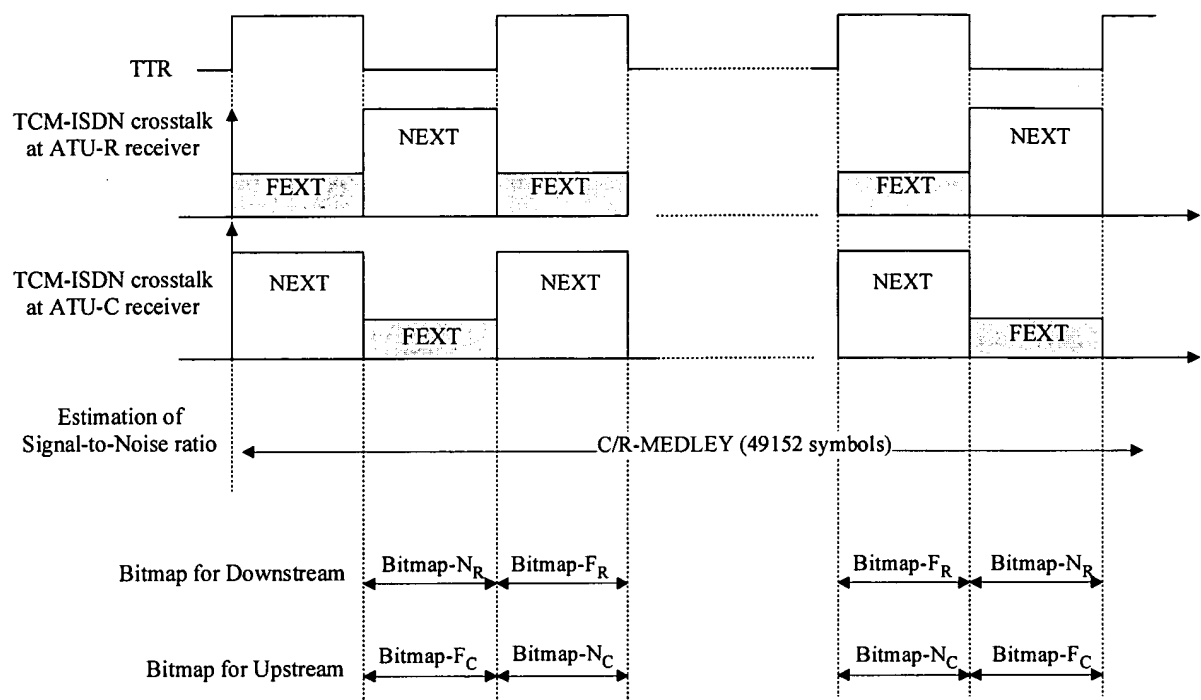 TTR
TCM-ISDN crosstalk
at ATU-R receiver
NEXT
NEXT
FEXT
FEXT
FEXT
TCM-ISDN crosstalk
at ATU-C receiver
NEXT
NEXT
NEXT
FEXT
FEXT
Estimation of
Signal-to-Noise ratio
C/R-MEDLEY (49152 symbols)
Bitmap for Downstream
Bitmap-NR
Bitmap-FR
Bitmap-FR
Bitmap-NR
Bitmap for Upstream
Bitmap-FC
Bitmap-NC
Bitmap-NC
Bitmap-FC